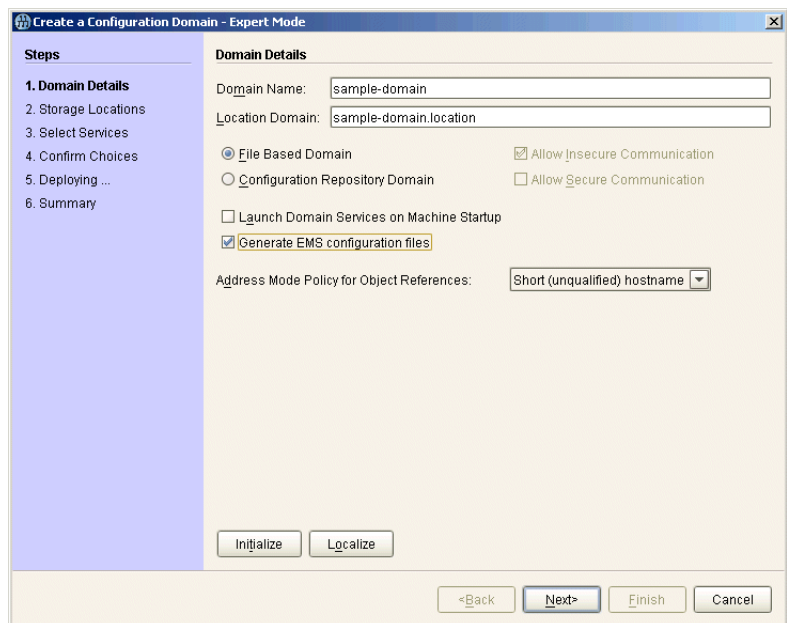 Create a Configuration Domain - Expert Mode
Steps
1. Domain Details
2. Storage Locations
3. Select Services
4. Confirm Choices
5. Deploying ...
6. Summary
Domain Details
Domain Name: sample-domain
Location Domain: sample-domain.location
File Based Domain
Allow Insecure Communication
Configuration Repository Domain
Allow Secure Communication
Launch Domain Services on Machine Startup
Generate EMS configuration files
Address Mode Policy for Object References: Short (unqualified) hostname
Initialize Localize
<Back Next> Finish Cancel